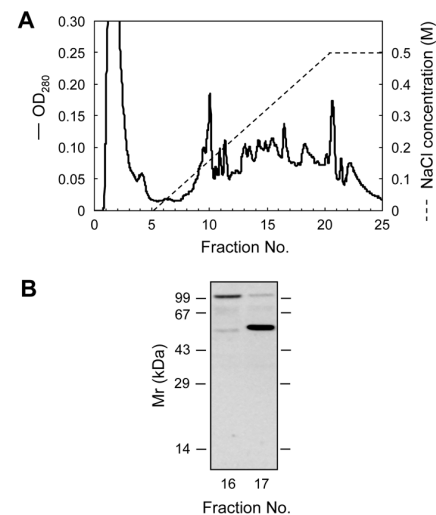 A
0.30
0.25
0.20
0.15
0.10
0.05
0
— OD280
0.5
0.4
0.3
0.2
0.1
0
--- NaCl concentration (M)
0 5 10 15 20 25
Fraction No.
B
99
67
43
29
14
Mr (kDa)
16 17
Fraction No.